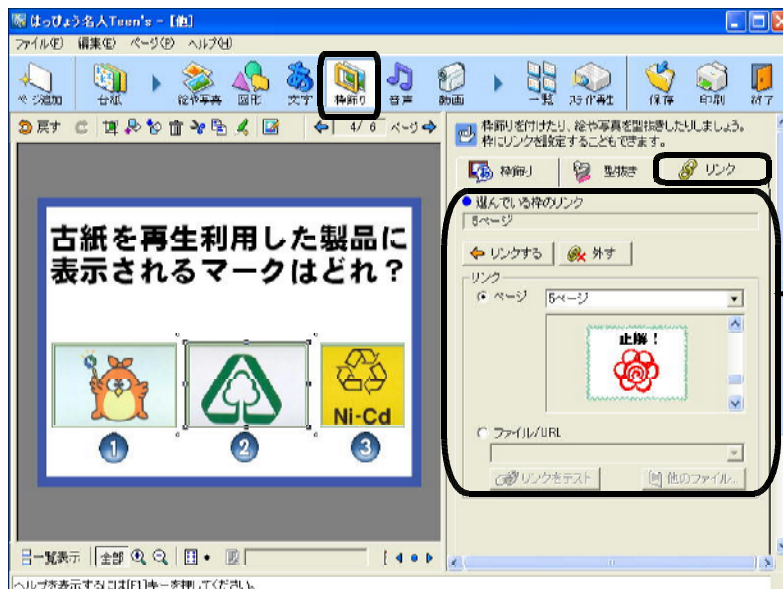 はっぴょう名人Teen's - [他]
ファイル(F) 編集(E) ページ(P) ヘルプ(H)
ページ追加 台紙 絵や写真 図形 文字 枠飾り 音声 動画 一覧 スライド再生 保存 印刷 終了
戻す 4/ 6 ページ
枠飾りを付けたり、絵や写真を型抜きしたりしましょう。
枠にリンクを設定することもできます。
枠飾り 型抜き リンク
選んでいる枠のリンク
5ページ
リンクする 外す
リンク
ページ 5ページ
正解!
ファイル/URL
リンクをテスト 他のファイル...
古紙を再生利用した製品に
表示されるマークはどれ?
Ni-Cd
1 2 3
一覧表示 全部
ヘルプを表示するには[F1]キーを押してください。